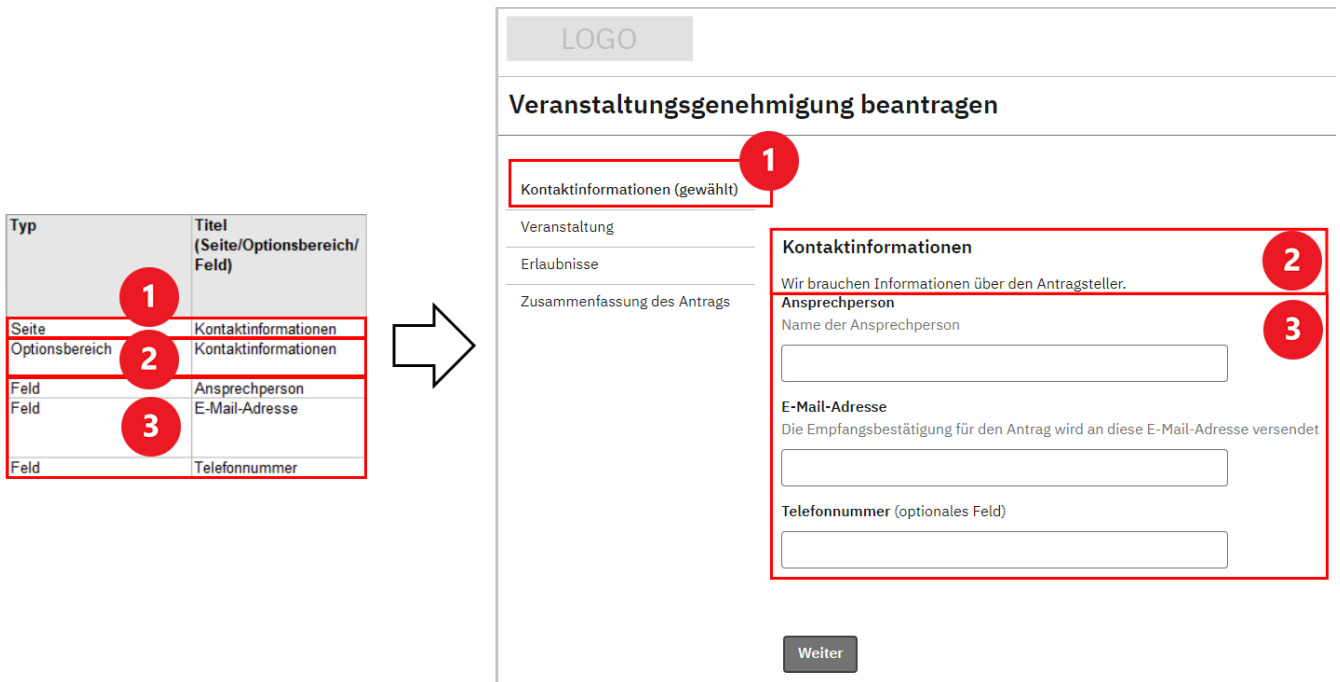 Typ
Titel
(Seite/Optionsbereich/
Feld)
1
Seite
Kontaktinformationen
Optionsbereich
Kontaktinformationen
2
Feld
Ansprechperson
Feld
E-Mail-Adresse
3
Feld
Telefonnummer
LOGO
Veranstaltungsgenehmigung beantragen
1
Kontaktinformationen (gewählt)
Veranstaltung
Erlaubnisse
Zusammenfassung des Antrags
Kontaktinformationen
2
Wir brauchen Informationen über den Antragsteller.
Ansprechperson
3
Name der Ansprechperson
E-Mail-Adresse
Die Empfangsbestätigung für den Antrag wird an diese E-Mail-Adresse versendet
Telefonnummer (optionales Feld)
Weiter